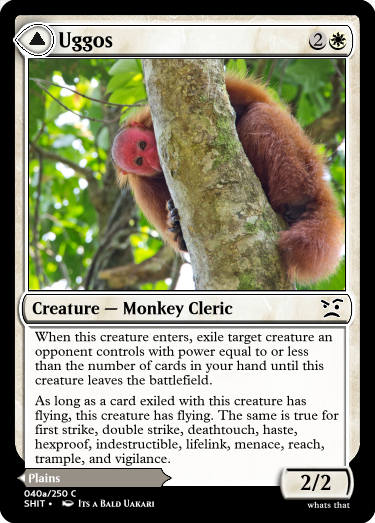 Uggos 2
Creature — Monkey Cleric
When this creature enters, exile target creature an
opponent controls with power equal to or less
than the number of cards in your hand until this
creature leaves the battlefield.
As long as a card exiled with this creature has
flying, this creature has flying. The same is true for
first strike, double strike, deathtouch, haste,
hexproof, indestructible, lifelink, menace, reach,
trample, and vigilance.
Plains
2/2
040a/250 C
SHIT • Its a Bald Uakari
whats that